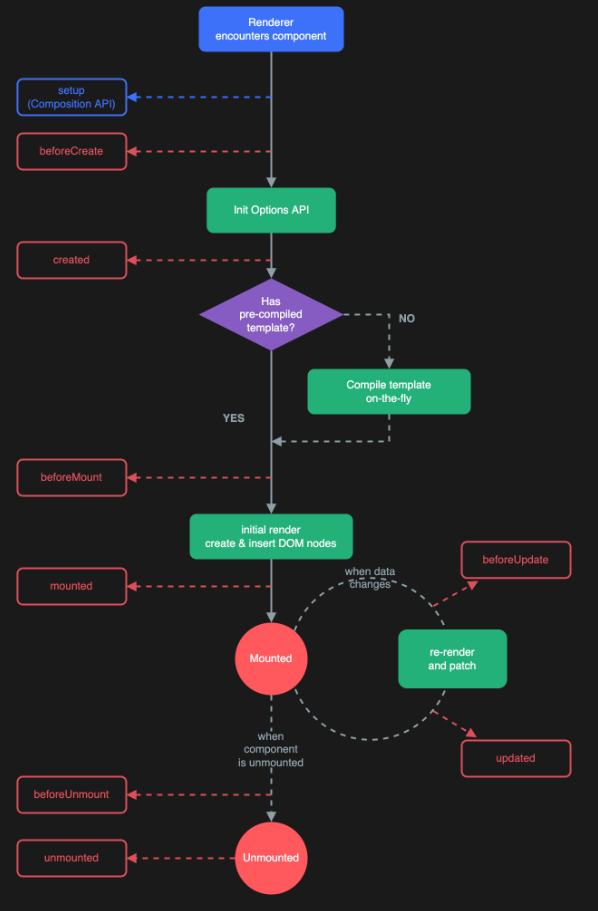 Renderer
encounters component
setup
(Composition API)
beforeCreate
Init Options API
created
Has
pre-compiled
template?
NO
Compile template
on-the-fly
YES
beforeMount
initial render
create & insert DOM nodes
mounted
when data
changes
beforeUpdate
Mounted
re-render
and patch
when
component
is unmounted
updated
beforeUnmount
unmounted
Unmounted